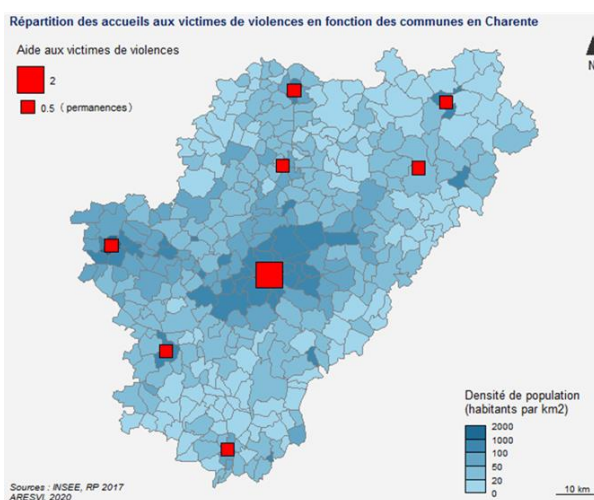 Répartition des accueils aux victimes de violences en fonction des communes en Charente
Aide aux victimes de violences
2
0.5 ( permanences )
N
Densité de population
(habitants par km2)
2000
1000
100
50
20
0
10 km
Sources : INSEE, RP 2017
ARESVI, 2020